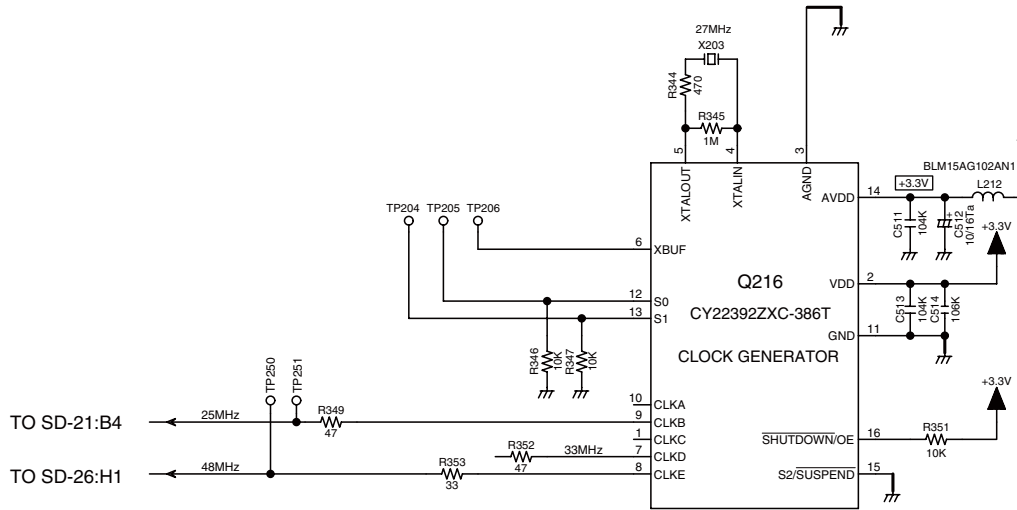 27MHz
X203
R344
470
R345
1M
5
4
3
XTALOUT
XTALIN
AGND
BLM15AG102AN1
AVDD
14
+3.3V
L212
C511
104K
C512
10/16Ta
+
+3.3V
TP204
TP205
TP206
6
XBUF
Q216
CY22392ZXC-386T
CLOCK GENERATOR
VDD
2
C513
104K
C514
106K
12
S0
13
S1
GND
11
R346
10K
R347
10K
TP250
TP251
+3.3V
10
CLKA
TO SD-21:B4
25MHz
R349
47
9
CLKB
1
CLKC
SHUTDOWN/OE
16
R351
10K
R352
47
33MHz
7
CLKD
TO SD-26:H1
48MHz
R353
33
8
CLKE
S2/SUSPEND
15